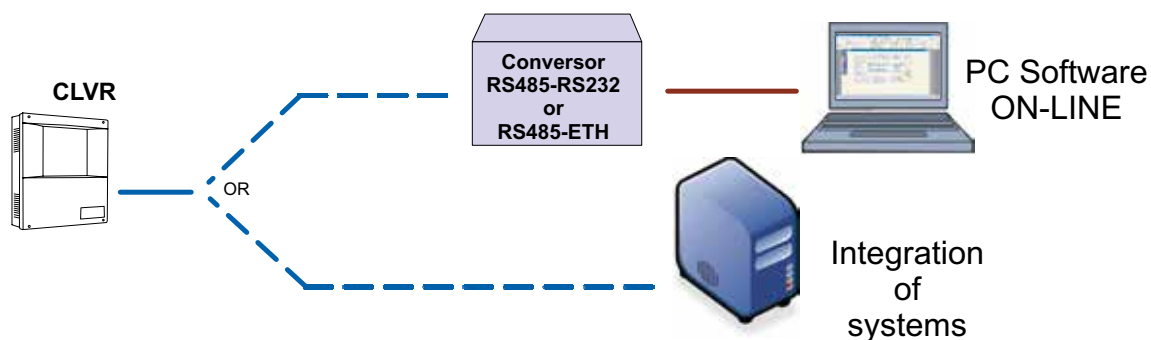 CLVR
OR
Conversor
RS485-RS232
or
RS485-ETH
PC Software
ON-LINE
Integration
of
systems